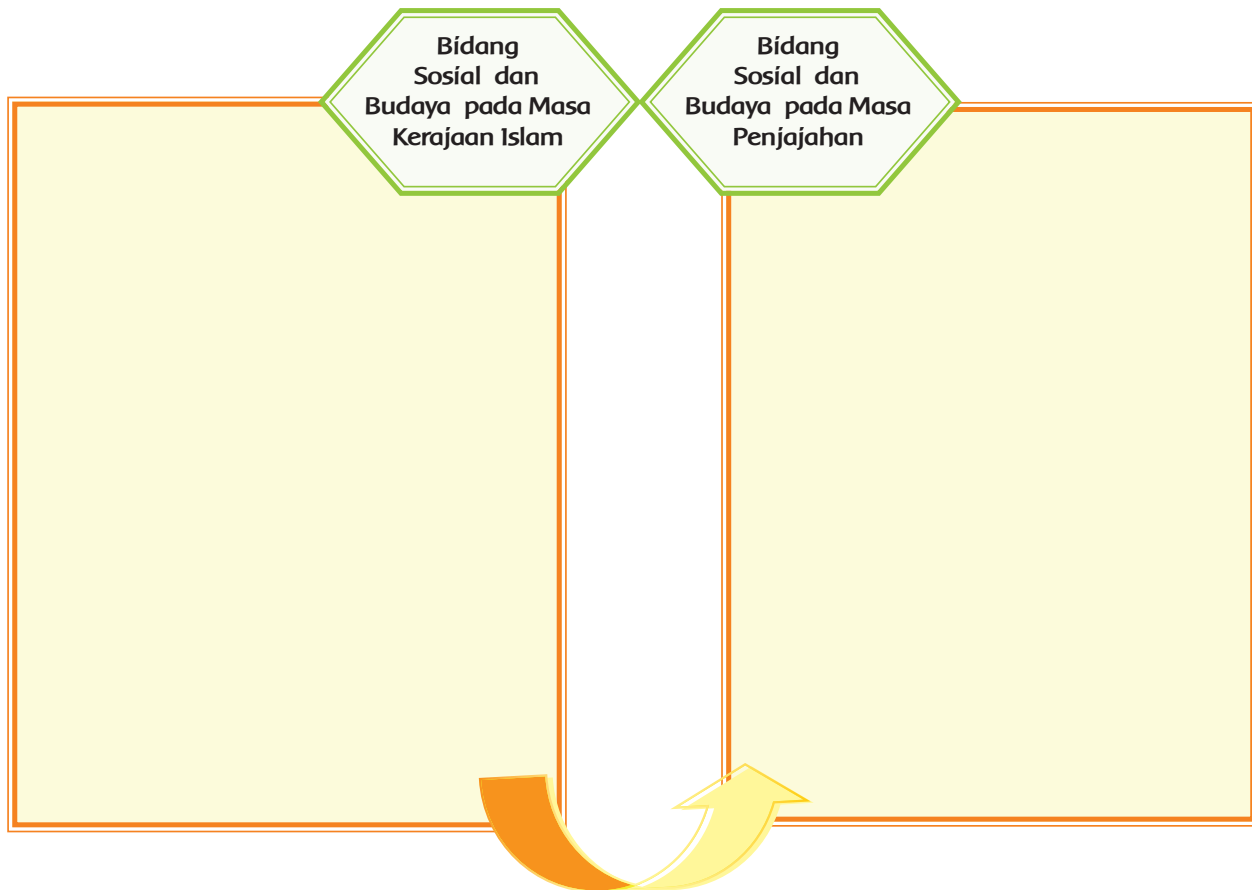 Bidang
Sosial dan
Budaya pada Masa
Kerajaan Islam
Bidang
Sosial dan
Budaya pada Masa
Penjajahan